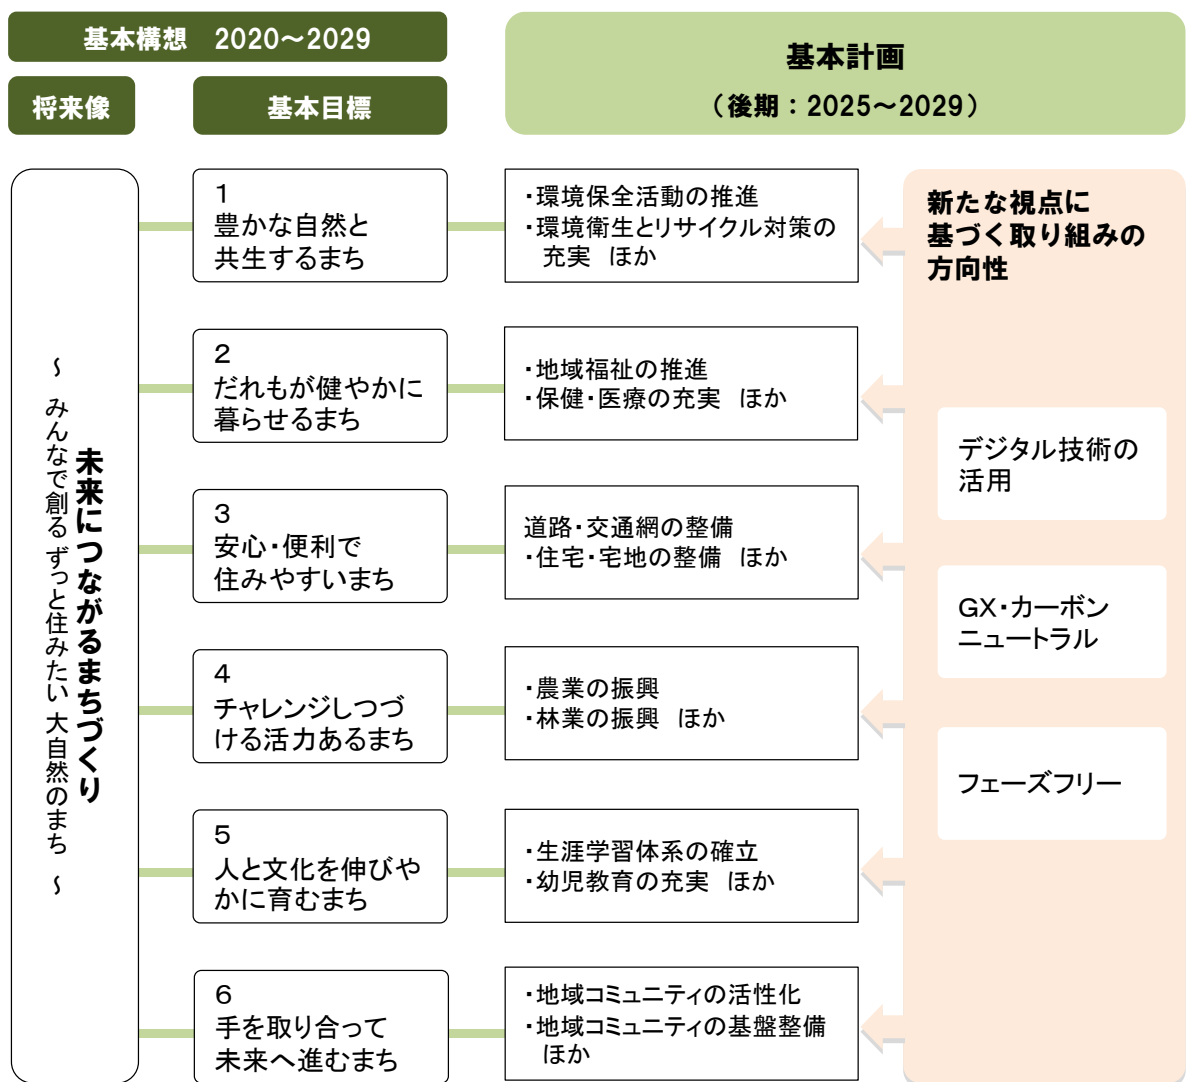 基本構想　2020～2029
基本計画
（後期：2025～2029）
将来像
基本目標
未来につながるまちづくり
～ みんなで創る ずっと住みたい 大自然のまち ～
1
豊かな自然と
共生するまち
・環境保全活動の推進
・環境衛生とリサイクル対策の
充実　ほか
2
だれもが健やかに
暮らせるまち
・地域福祉の推進
・保健・医療の充実　ほか
3
安心・便利で
住みやすいまち
道路・交通網の整備
・住宅・宅地の整備　ほか
4
チャレンジしつづ
ける活力あるまち
・農業の振興
・林業の振興　ほか
5
人と文化を伸びや
かに育むまち
・生涯学習体系の確立
・幼児教育の充実　ほか
6
手を取り合って
未来へ進むまち
・地域コミュニティの活性化
・地域コミュニティの基盤整備
ほか
新たな視点に
基づく取り組みの
方向性
デジタル技術の
活用
GX・カーボン
ニュートラル
フェーズフリー